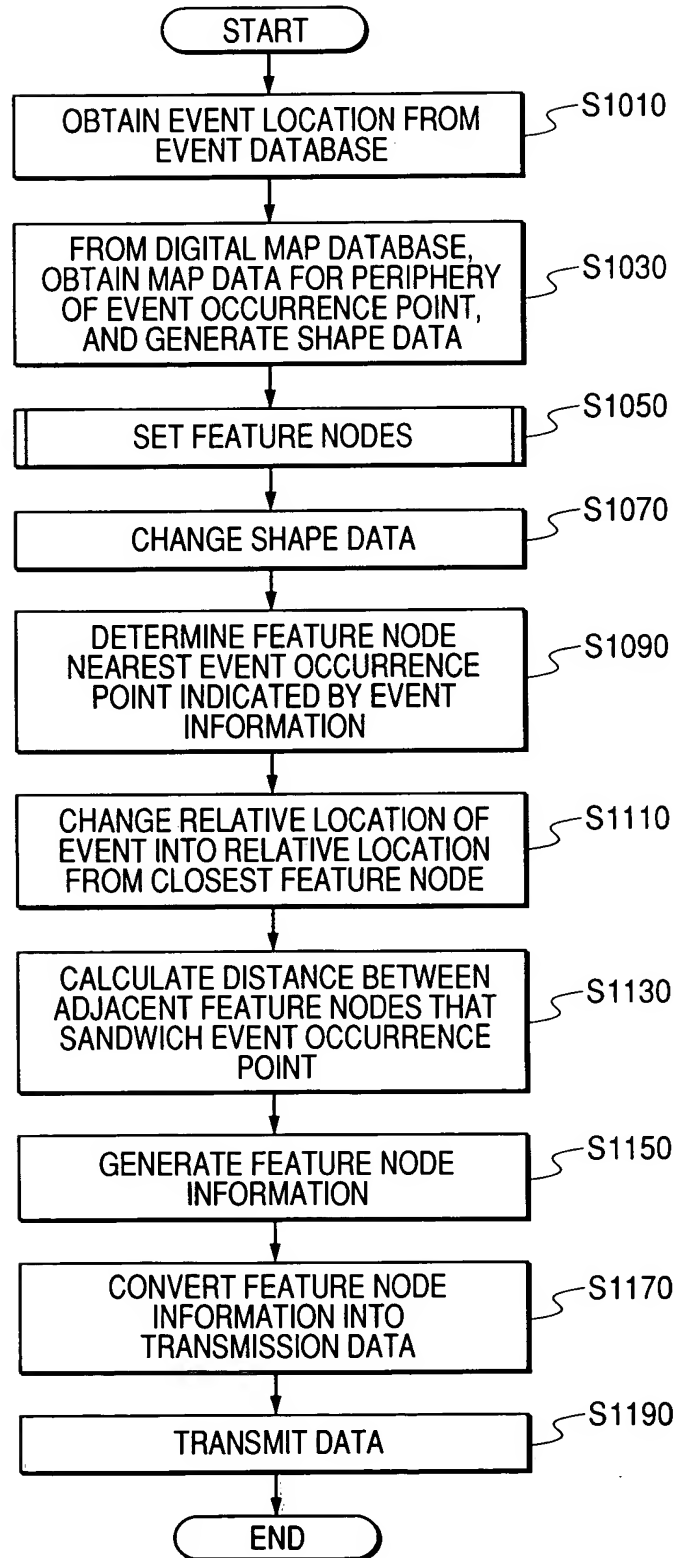 START
OBTAIN EVENT LOCATION FROM
EVENT DATABASE
S1010
FROM DIGITAL MAP DATABASE,
OBTAIN MAP DATA FOR PERIPHERY
OF EVENT OCCURRENCE POINT,
AND GENERATE SHAPE DATA
S1030
SET FEATURE NODES
S1050
CHANGE SHAPE DATA
S1070
DETERMINE FEATURE NODE
NEAREST EVENT OCCURRENCE
POINT INDICATED BY EVENT
INFORMATION
S1090
CHANGE RELATIVE LOCATION OF
EVENT INTO RELATIVE LOCATION
FROM CLOSEST FEATURE NODE
S1110
CALCULATE DISTANCE BETWEEN
ADJACENT FEATURE NODES THAT
SANDWICH EVENT OCCURRENCE
POINT
S1130
GENERATE FEATURE NODE
INFORMATION
S1150
CONVERT FEATURE NODE
INFORMATION INTO
TRANSMISSION DATA
S1170
TRANSMIT DATA
S1190
END